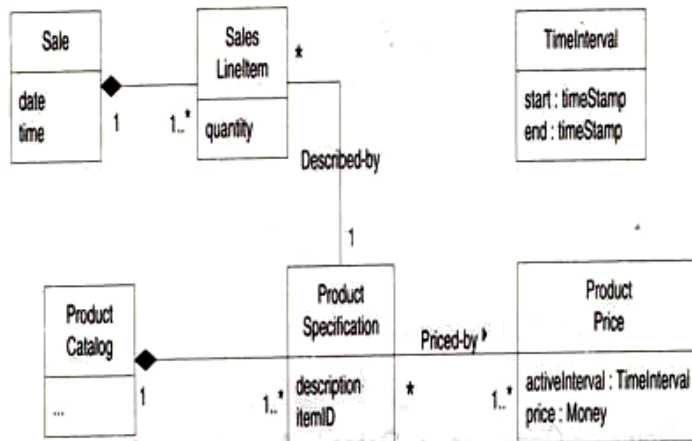 Sale
date
time
1
1..*
Sales
LineItem
quantity
*
Described-by
1
TimeInterval
start : timeStamp
end : timeStamp
Product
Catalog
...
1
1..*
Product
Specification
description
itemID
*
Priced-by
1..*
Product
Price
activeInterval : TimeInterval
price : Money